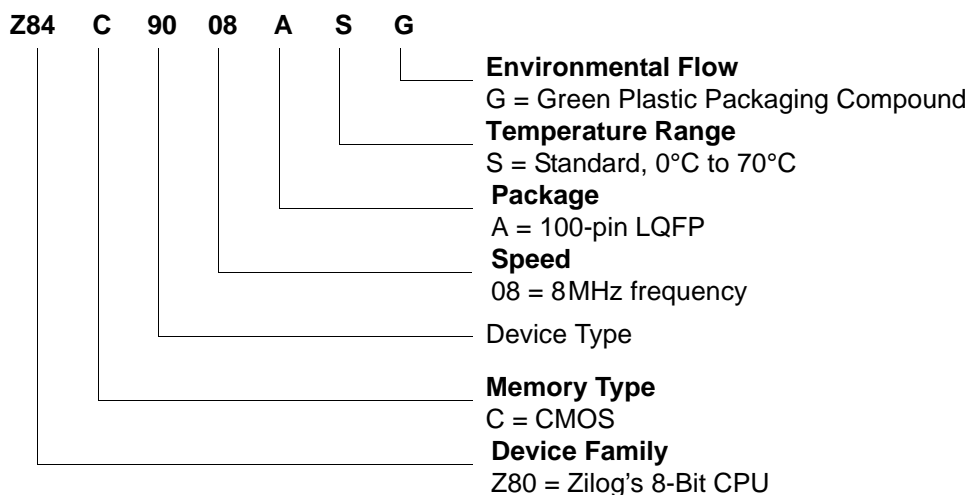 Z84 C 90 08 A S G
Environmental Flow
G = Green Plastic Packaging Compound
Temperature Range
S = Standard, 0°C to 70°C
Package
A = 100-pin LQFP
Speed
08 = 8MHz frequency
Device Type
Memory Type
C = CMOS
Device Family
Z80 = Zilog's 8-Bit CPU